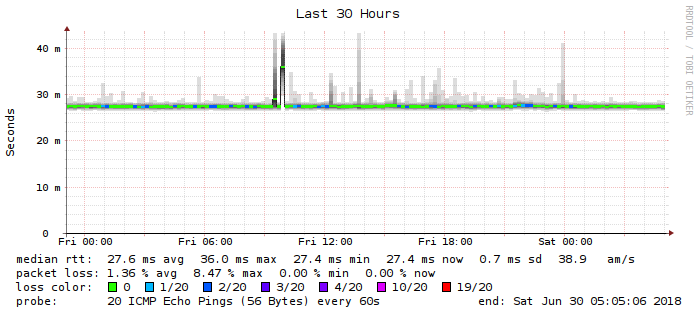 Last 30 Hours
RRDTOOL / TOBI OETIKER
Seconds
40 m
30 m
20 m
10 m
0
Fri 00:00 Fri 06:00 Fri 12:00 Fri 18:00 Sat 00:00
median rtt: 27.6 ms avg 36.0 ms max 27.4 ms min 27.4 ms now 0.7 ms sd 38.9 am/s
packet loss: 1.36 % avg 8.47 % max 0.00 % min 0.00 % now
loss color: 0 1/20 2/20 3/20 4/20 10/20 19/20
probe: 20 ICMP Echo Pings (56 Bytes) every 60s end: Sat Jun 30 05:05:06 2018